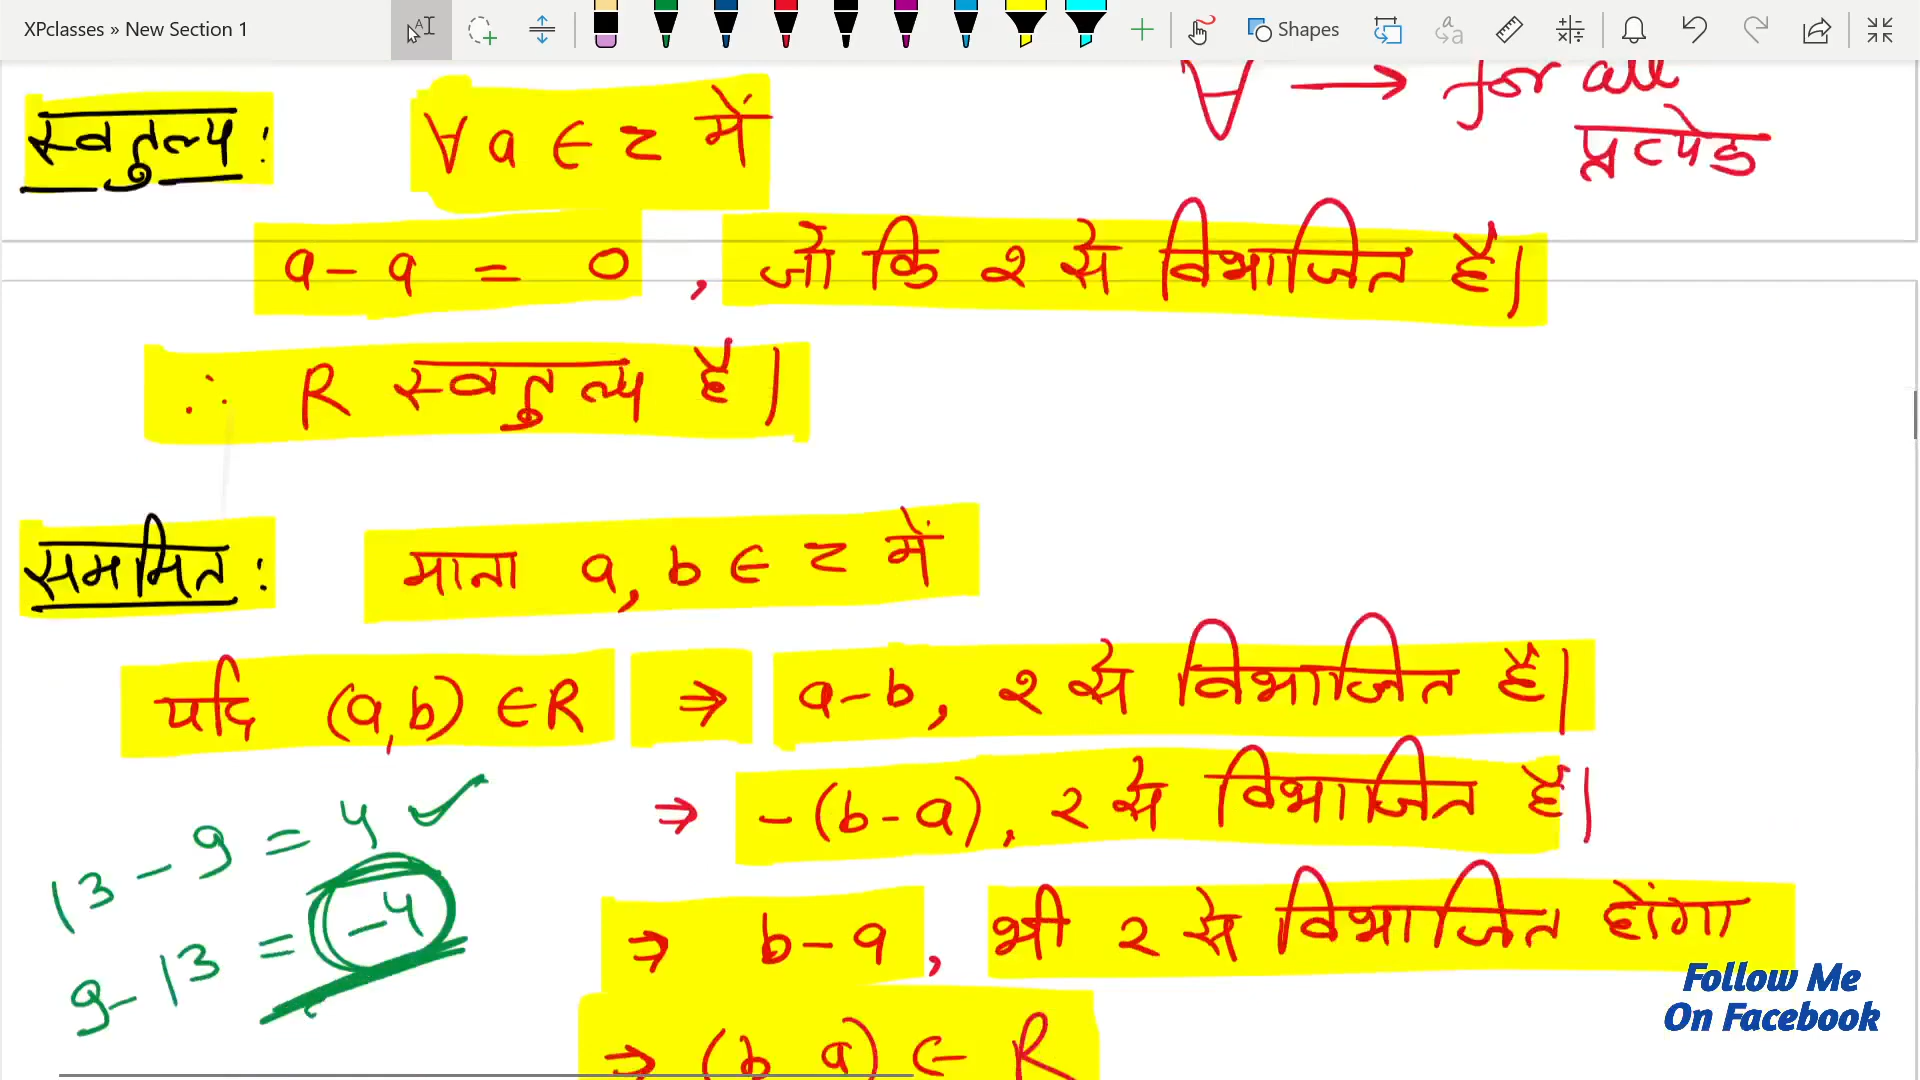 XPclasses » New Section 1
Shapes
∀ → for all
प्रत्येक
स्वतुल्य :
∀ a ∈ Z में
a - a = 0 , जो कि 2 से विभाजित है।
∴ R स्वतुल्य है।
सममित :
माना a, b ∈ Z में
यदि (a, b) ∈ R ⇒ a-b, 2 से विभाजित है।
⇒ -(b-a), 2 से विभाजित है।
13 - 9 = 4 ✓
9 - 13 = -4
⇒ b - a, भी 2 से विभाजित होंगा
⇒ (b a) ∈ R
Follow Me
On Facebook